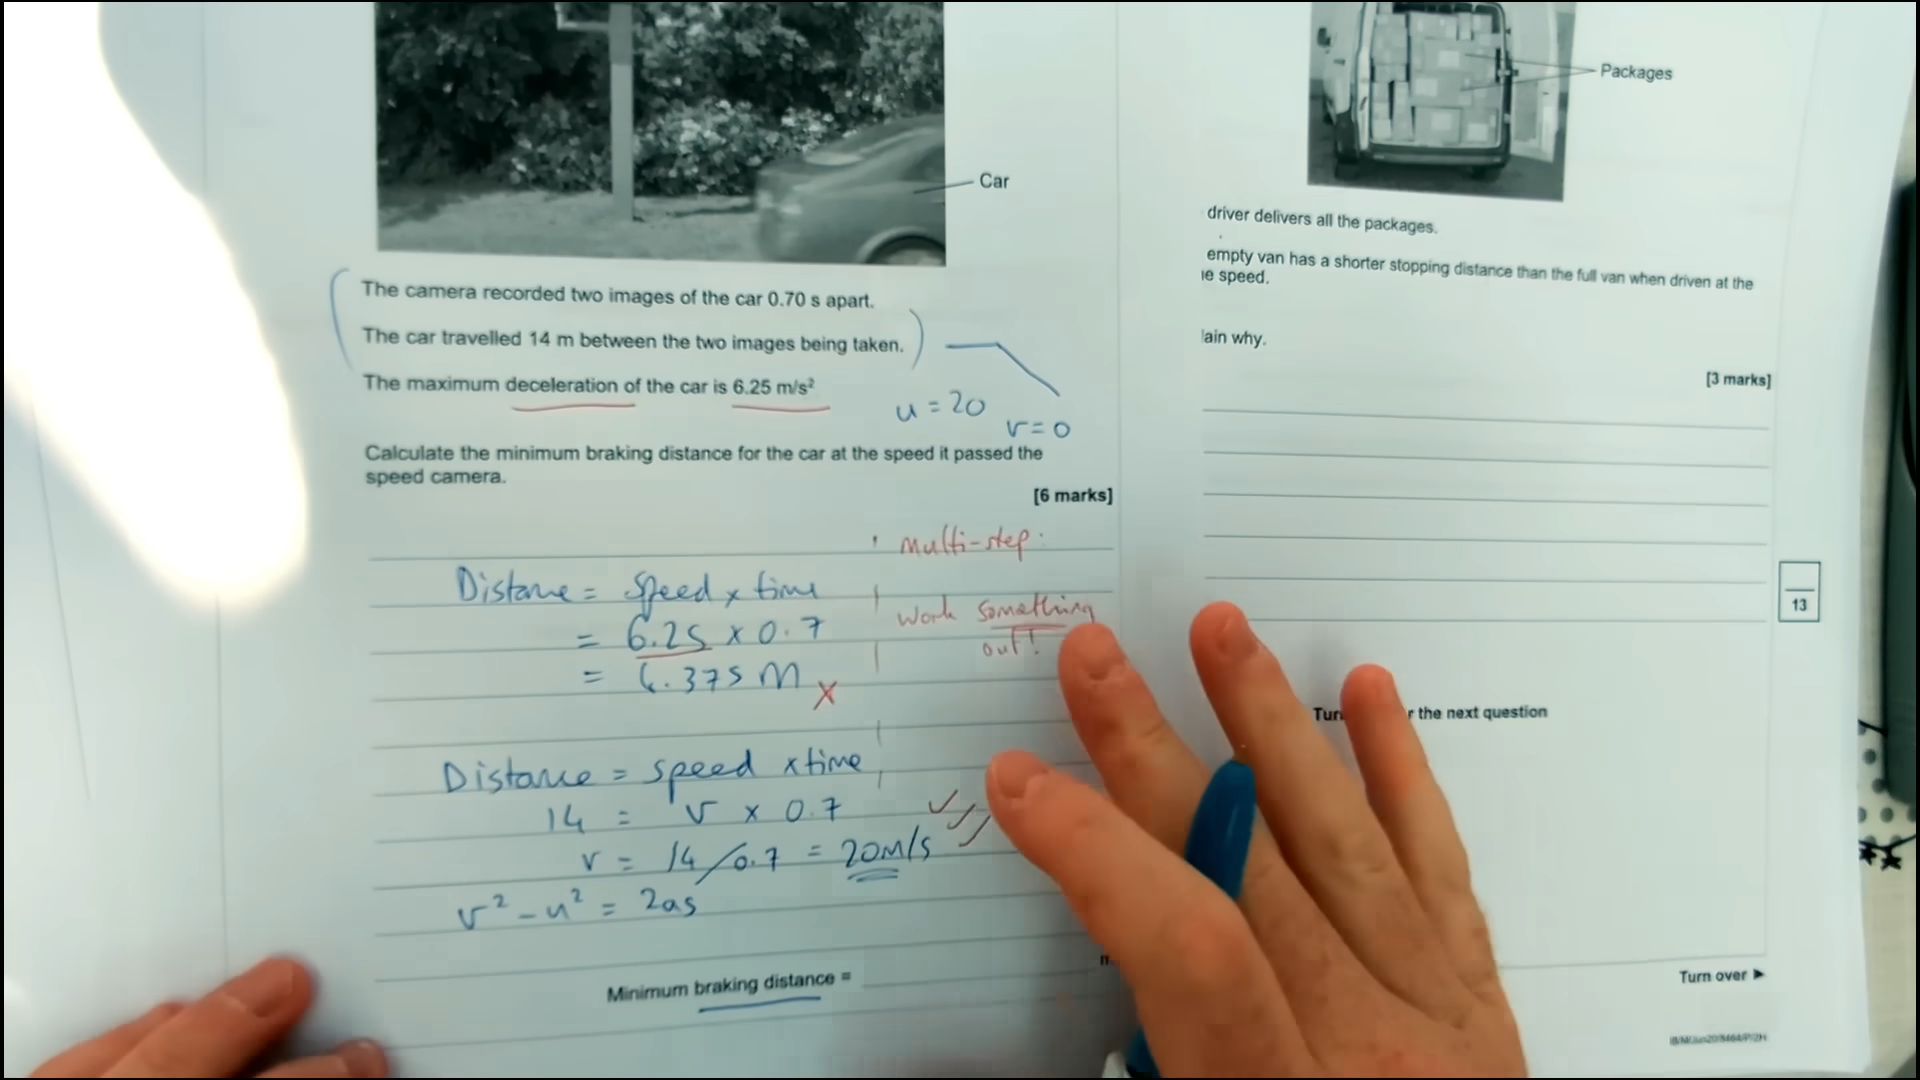 Car
The camera recorded two images of the car 0.70 s apart.
The car travelled 14 m between the two images being taken.
The maximum deceleration of the car is 6.25 m/s²
u = 20
v = 0
Calculate the minimum braking distance for the car at the speed it passed the
speed camera.
[6 marks]
multi-step:
Distance = speed x time
= 6.25 x 0.7
= 4.375 m x
work something
out!
Distance = speed x time
14 = v x 0.7
v = 14/0.7 = 20m/s
v² - u² = 2as
Minimum braking distance =
Packages
driver delivers all the packages.
empty van has a shorter stopping distance than the full van when driven at the
speed.
why.
[3 marks]
13
the next question
Turn over ►